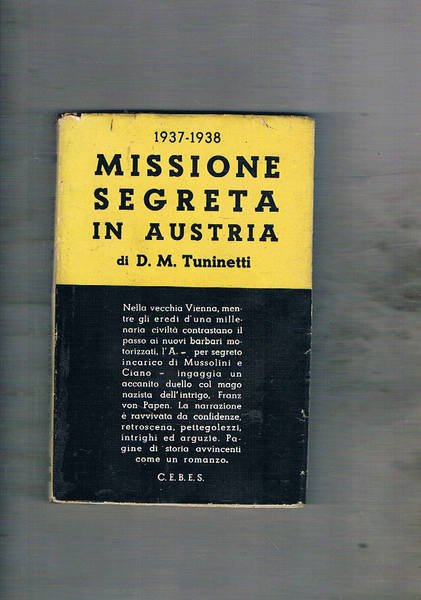 1937-1938
MISSIONE
SEGRETA
IN AUSTRIA
di D. M. Tuninetti
Nella vecchia Vienna, men-
tre gli eredi d'una mille-
naria civiltà contrastano il
passo ai nuovi barbari mo-
torizzati, l'A. - per segreto
incarico di Mussolini e
Ciano - ingaggia un
accanito duello col mago
nazista dell'intrigo, Franz
von Papen. La narrazione
è ravvivata da confidenze,
retroscena, pettegolezzi,
intrighi ed arguzie. Pa-
gine di storia avvincenti
come un romanzo.
C.E.B.E.S.